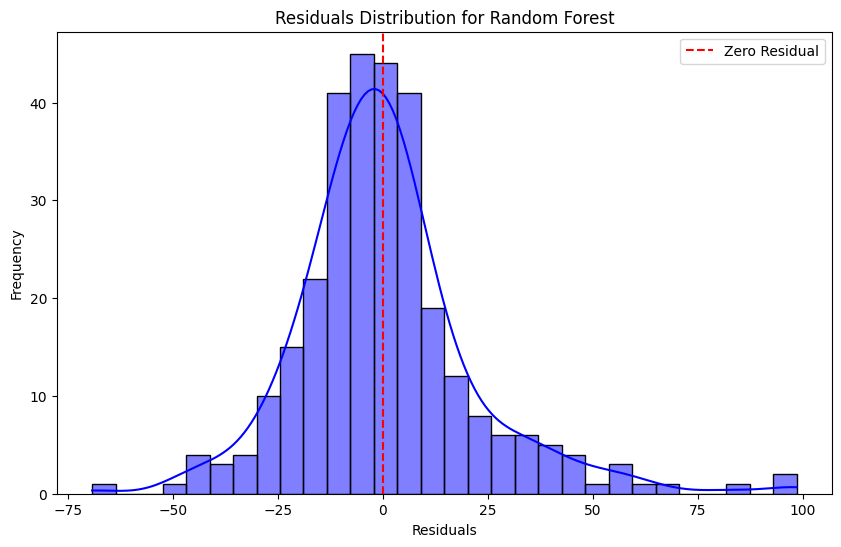 Residuals Distribution for Random Forest
Zero Residual
Frequency
40
30
20
10
0
−75 −50 −25 0 25 50 75 100
Residuals